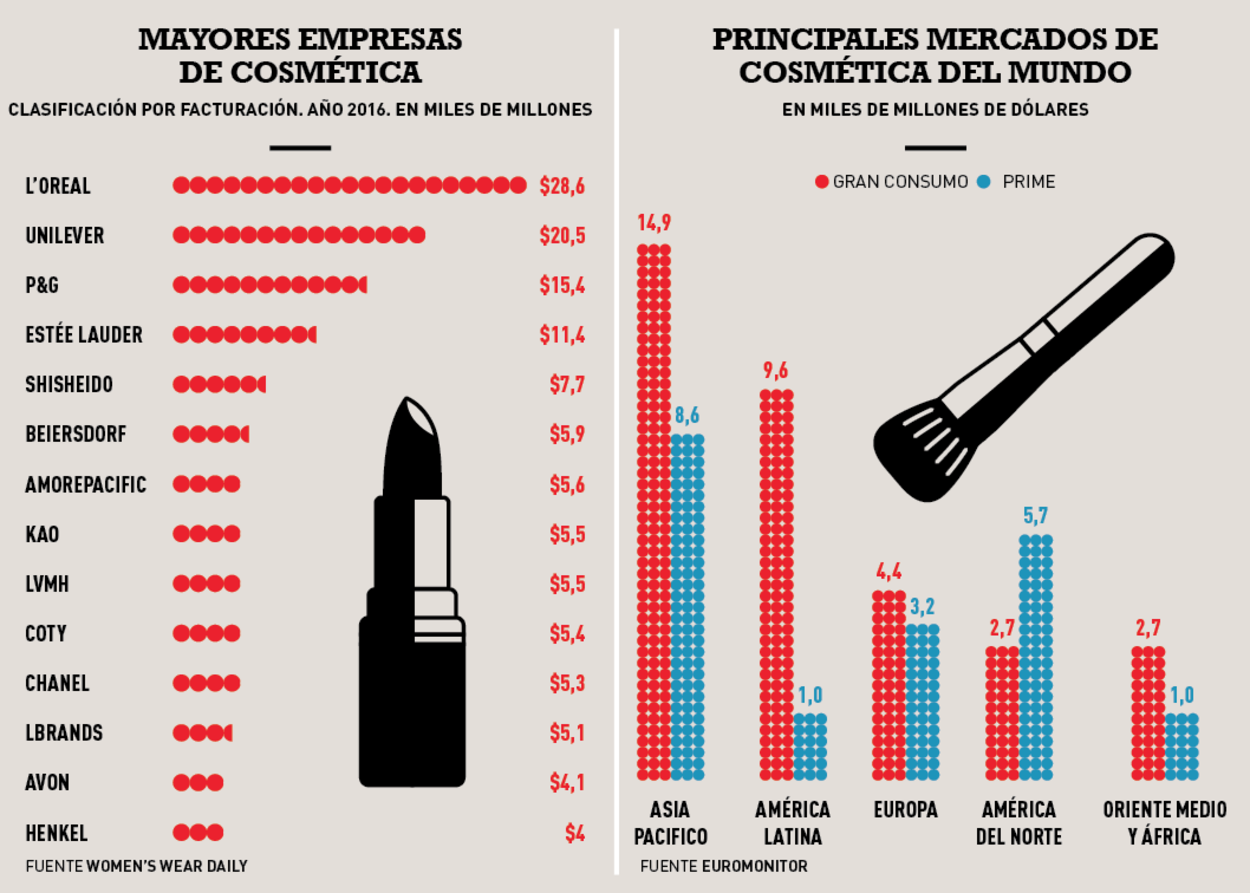 MAYORES EMPRESAS
DE COSMÉTICA
CLASIFICACIÓN POR FACTURACIÓN. AÑO 2016. EN MILES DE MILLONES
L'OREAL $28,6
UNILEVER $20,5
P&G $15,4
ESTÉE LAUDER $11,4
SHISHEIDO $7,7
BEIERSDORF $5,9
AMOREPACIFIC $5,6
KAO $5,5
LVMH $5,5
COTY $5,4
CHANEL $5,3
LBRANDS $5,1
AVON $4,1
HENKEL $4
FUENTE WOMEN'S WEAR DAILY
PRINCIPALES MERCADOS DE
COSMÉTICA DEL MUNDO
EN MILES DE MILLONES DE DÓLARES
GRAN CONSUMO PRIME
14,9
9,6
8,6
5,7
4,4
3,2
2,7
2,7
1,0
1,0
ASIA AMÉRICA EUROPA AMÉRICA ORIENTE MEDIO
PACIFICO LATINA DEL NORTE Y ÁFRICA
FUENTE EUROMONITOR